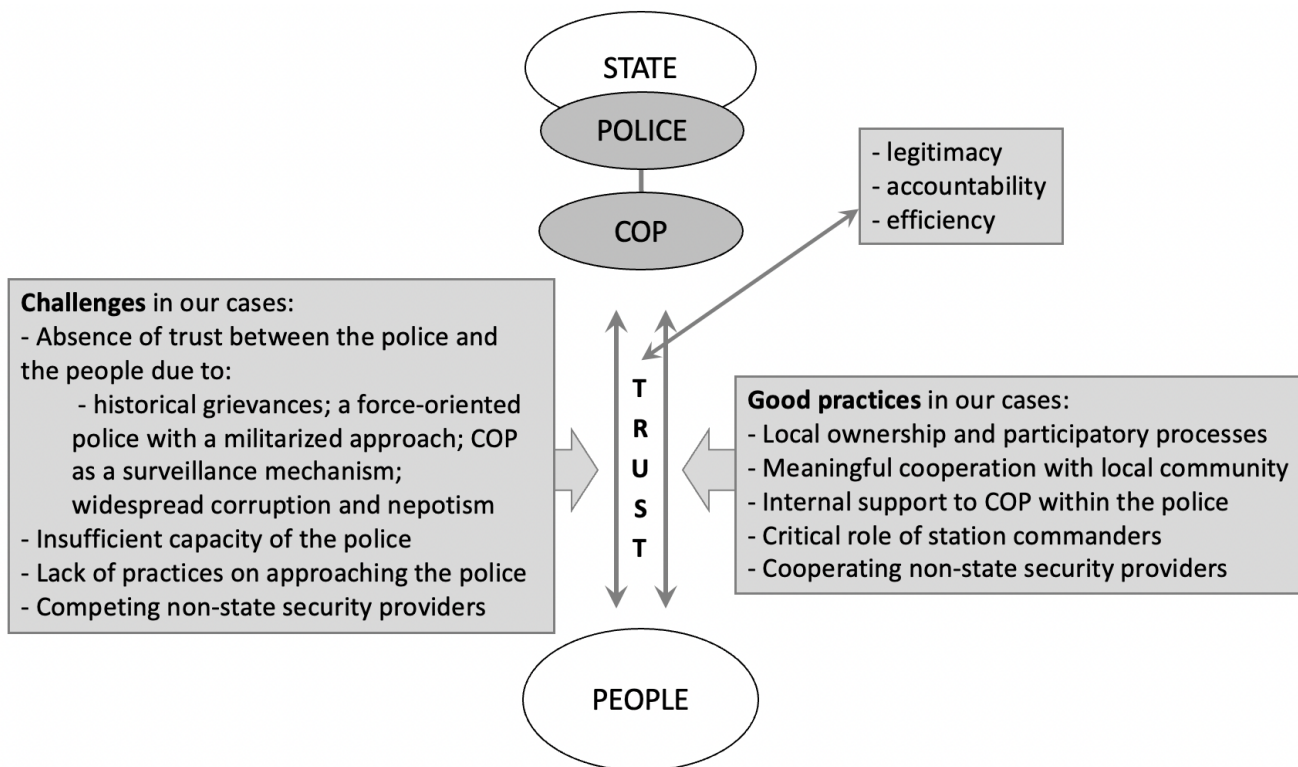 STATE
POLICE
COP
- legitimacy
- accountability
- efficiency
Challenges in our cases:
- Absence of trust between the police and
the people due to:
- historical grievances; a force-oriented
police with a militarized approach; COP
as a surveillance mechanism;
widespread corruption and nepotism
- Insufficient capacity of the police
- Lack of practices on approaching the police
- Competing non-state security providers
T
R
U
S
T
Good practices in our cases:
- Local ownership and participatory processes
- Meaningful cooperation with local community
- Internal support to COP within the police
- Critical role of station commanders
- Cooperating non-state security providers
PEOPLE